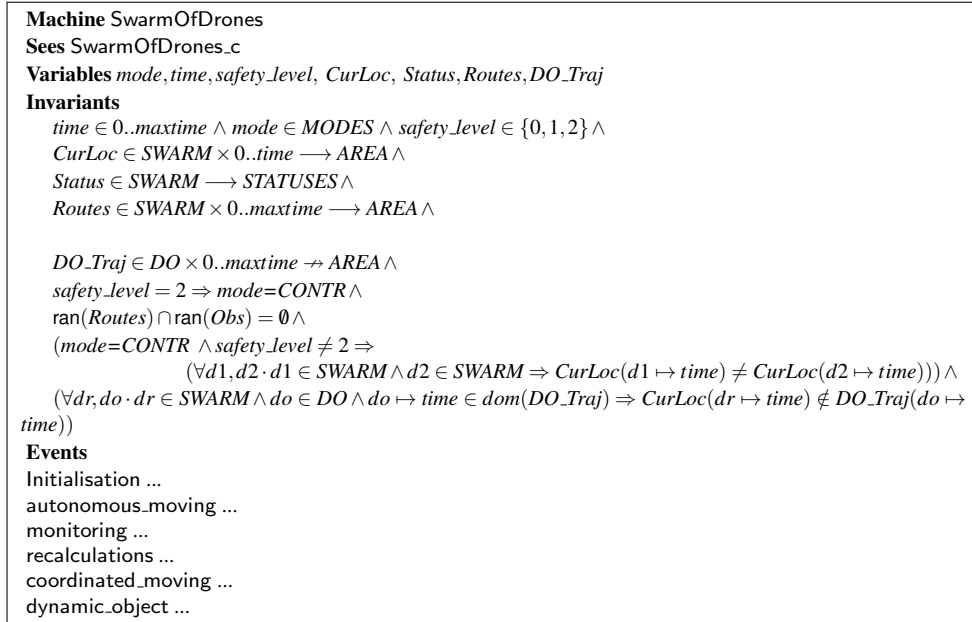 Machine SwarmOfDrones
Sees SwarmOfDrones_c
Variables mode,time,safety_level, CurLoc, Status,Routes,DO_Traj
Invariants
time ∈ 0..maxtime ∧ mode ∈ MODES ∧ safety_level ∈ {0,1,2} ∧
CurLoc ∈ SWARM × 0..time ⟶ AREA ∧
Status ∈ SWARM ⟶ STATUSES ∧
Routes ∈ SWARM × 0..maxtime ⟶ AREA ∧
DO_Traj ∈ DO × 0..maxtime ⇸ AREA ∧
safety_level = 2 ⇒ mode=CONTR ∧
ran(Routes) ∩ ran(Obs) = ∅ ∧
(mode=CONTR ∧ safety_level ≠ 2 ⇒
(∀d1,d2 · d1 ∈ SWARM ∧ d2 ∈ SWARM ⇒ CurLoc(d1 ↦ time) ≠ CurLoc(d2 ↦ time))) ∧
(∀dr,do · dr ∈ SWARM ∧ do ∈ DO ∧ do ↦ time ∈ dom(DO_Traj) ⇒ CurLoc(dr ↦ time) ∉ DO_Traj(do ↦
time))
Events
Initialisation ...
autonomous_moving ...
monitoring ...
recalculations ...
coordinated_moving ...
dynamic_object ...